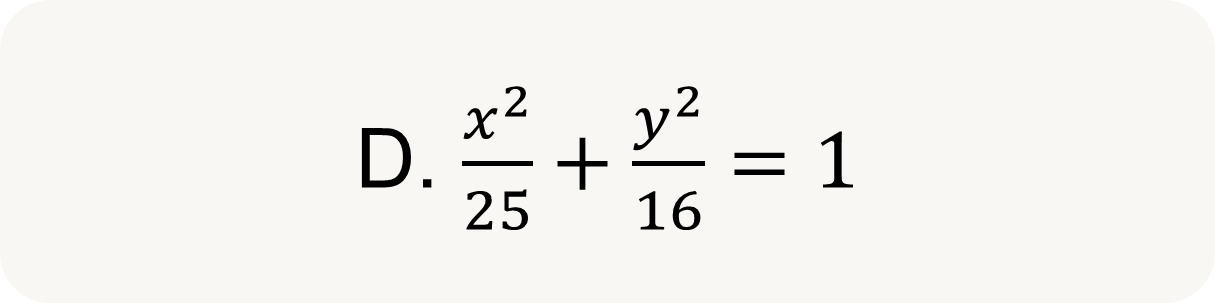 D. x²/25 + y²/16 = 1